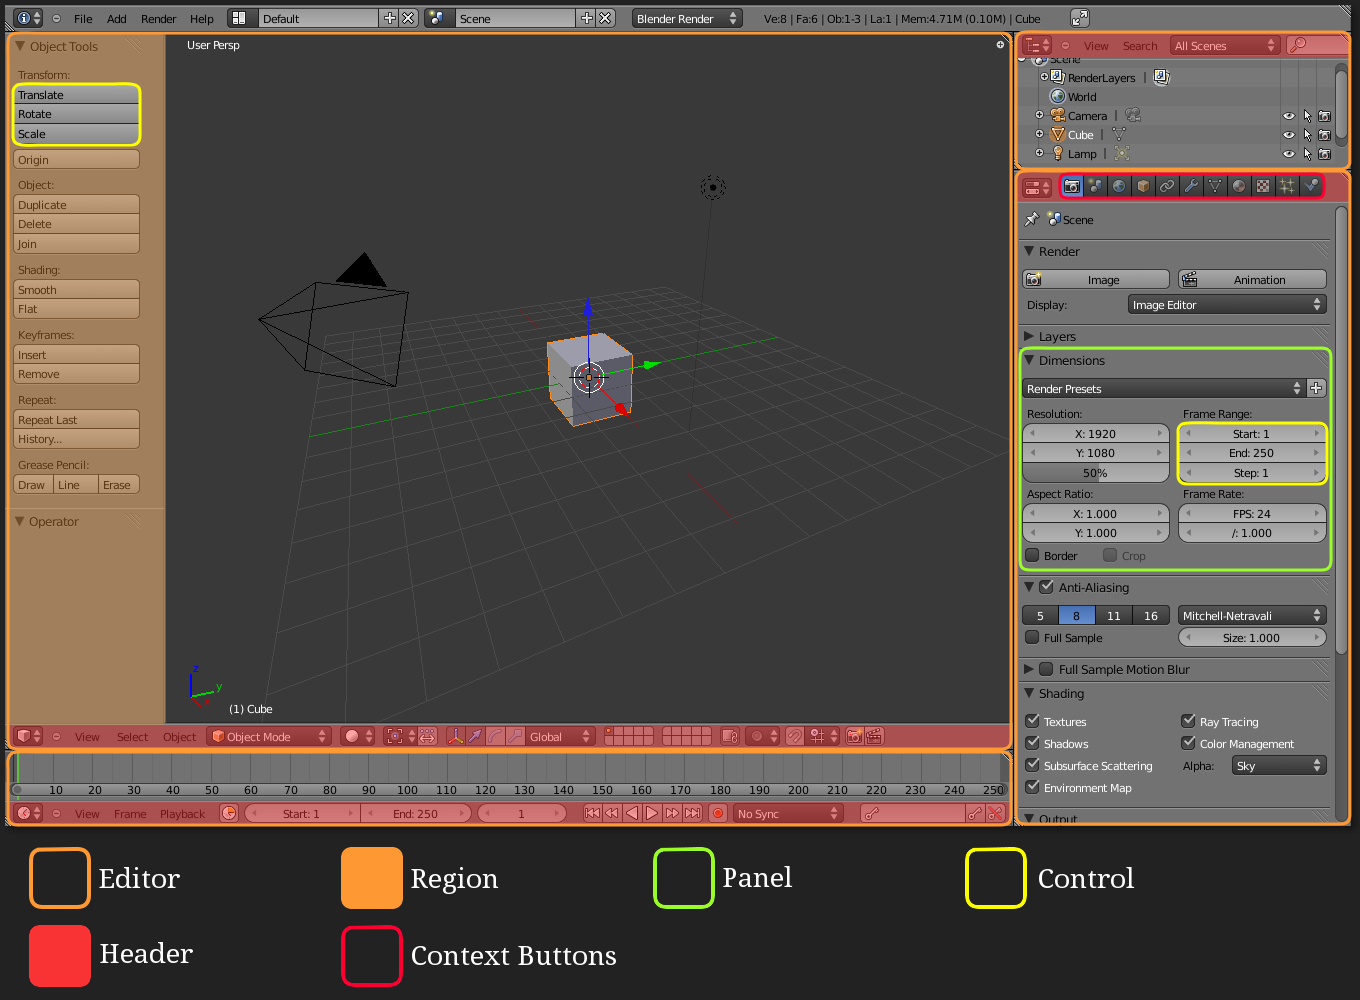 File Add Render Help Default Scene Blender Render Ve:8 | Fa:6 | Ob:1-3 | La:1 | Mem:4.71M (0.10M) | Cube
Object Tools
Transform:
Translate
Rotate
Scale
Origin
Object:
Duplicate
Delete
Join
Shading:
Smooth
Flat
Keyframes:
Insert
Remove
Repeat:
Repeat Last
History...
Grease Pencil:
Draw Line Erase
Operator
User Persp
z
y
x
(1) Cube
View Select Object Object Mode Global
10 20 30 40 50 60 70 80 90 100 110 120 130 140 150 160 170 180 190 200 210 220 230 240 250
View Frame Playback Start: 1 End: 250 1 No Sync
View Search All Scenes
Scene
RenderLayers |
World
Camera |
Cube |
Lamp |
Scene
Render
Image Animation
Display: Image Editor
Layers
Dimensions
Render Presets
Resolution: Frame Range:
X: 1920 Start: 1
Y: 1080 End: 250
50% Step: 1
Aspect Ratio: Frame Rate:
X: 1.000 FPS: 24
Y: 1.000 /: 1.000
Border Crop
Anti-Aliasing
5 8 11 16 Mitchell-Netravali
Full Sample Size: 1.000
Full Sample Motion Blur
Shading
Textures Ray Tracing
Shadows Color Management
Subsurface Scattering Alpha: Sky
Environment Map
Output
Editor Region Panel Control
Header Context Buttons